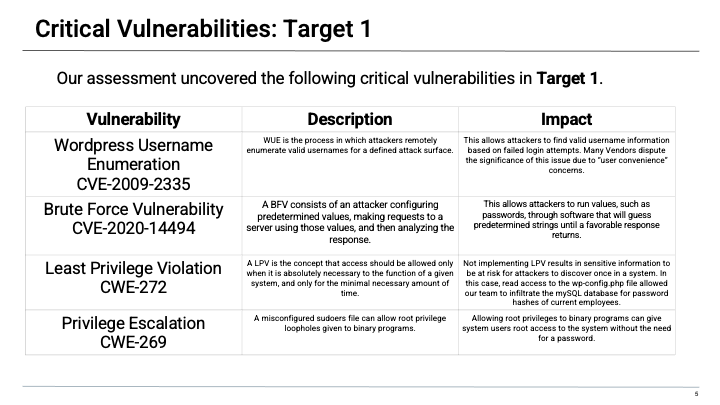 Critical Vulnerabilities: Target 1
Our assessment uncovered the following critical vulnerabilities in Target 1.
Vulnerability
Description
Impact
Wordpress Username
Enumeration
CVE-2009-2335
WUE is the process in which attackers remotely
enumerate valid usernames for a defined attack surface.
This allows attackers to find valid username information
based on failed login attempts. Many Vendors dispute
the significance of this issue due to "user convenience"
concerns.
Brute Force Vulnerability
CVE-2020-14494
A BFV consists of an attacker configuring
predetermined values, making requests to a
server using those values, and then analyzing the
response.
This allows attackers to run values, such as
passwords, through software that will guess
predetermined strings until a favorable response
returns.
Least Privilege Violation
CWE-272
A LPV is the concept that access should be allowed only
when it is absolutely necessary to the function of a given
system, and only for the minimal necessary amount of
time.
Not implementing LPV results in sensitive information to
be at risk for attackers to discover once in a system. In
this case, read access to the wp-config.php file allowed
our team to infiltrate the mySQL database for password
hashes of current employees.
Privilege Escalation
CWE-269
A misconfigured sudoers file can allow root privilege
loopholes given to binary programs.
Allowing root privileges to binary programs can give
system users root access to the system without the need
for a password.
5